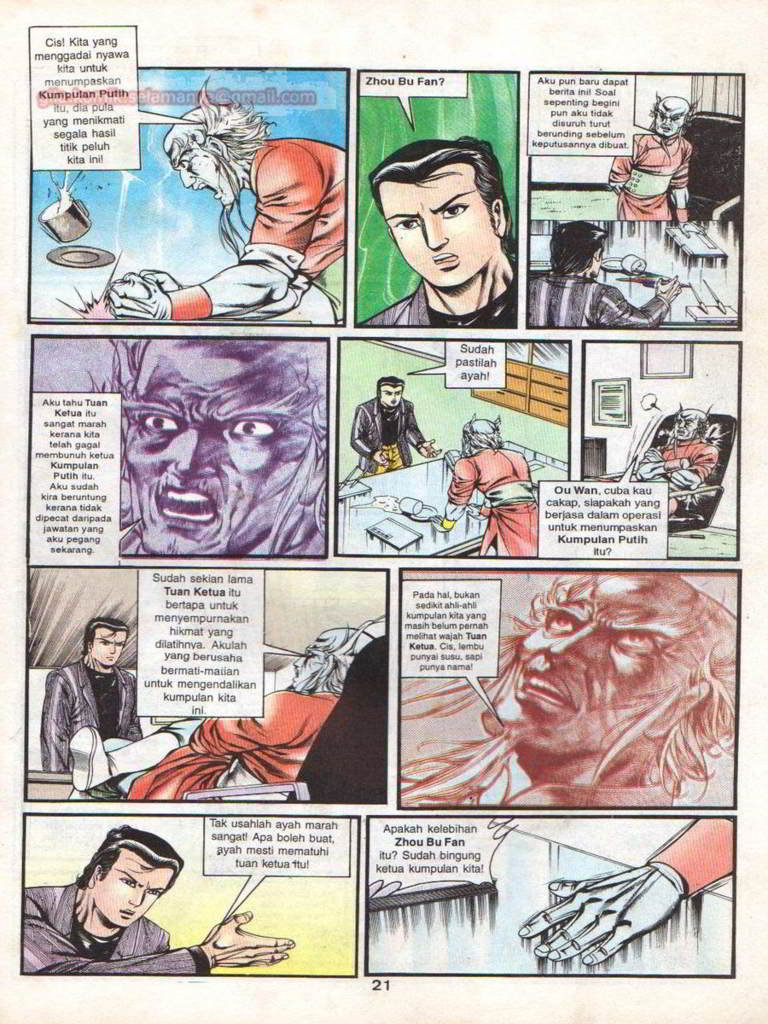 Cis! Kita yang
menggadai nyawa
kita untuk
menumpaskan
Kumpulan Putih
itu, dia pula
yang menikmati
segala hasil
titik peluh
kita ini!
Zhou Bu Fan?
Aku pun baru dapat
berita ini! Soal
sepenting begini
pun aku tidak
disuruh turut
berunding sebelum
keputusannya dibuat.
Aku tahu Tuan
Ketua itu
sangat marah
kerana kita
telah gagal
membunuh ketua
Kumpulan
Putih itu.
Aku sudah
kira beruntung
kerana tidak
dipecat daripada
jawatan yang
aku pegang
sekarang.
Sudah
pastilah
ayah!
Ou Wan, cuba kau
cakap, siapakah yang
berjasa dalam operasi
untuk menumpaskan
Kumpulan Putih
itu?
Sudah sekian lama
Tuan Ketua itu
bertapa untuk
menyempurnakan
hikmat yang
dilatihnya. Akulah
yang berusaha
bermati-matian
untuk mengendalikan
kumpulan kita
ini.
Pada hal, bukan
sedikit ahli-ahli
kumpulan kita yang
masih belum pernah
melihat wajah Tuan
Ketua. Cis, lembu
punyai susu, sapi
punya nama!
Tak usahlah ayah marah
sangat! Apa boleh buat,
ayah mesti mematuhi
tuan ketua itu!
Apakah kelebihan
Zhou Bu Fan
itu? Sudah bingung
ketua kumpulan kita!
21